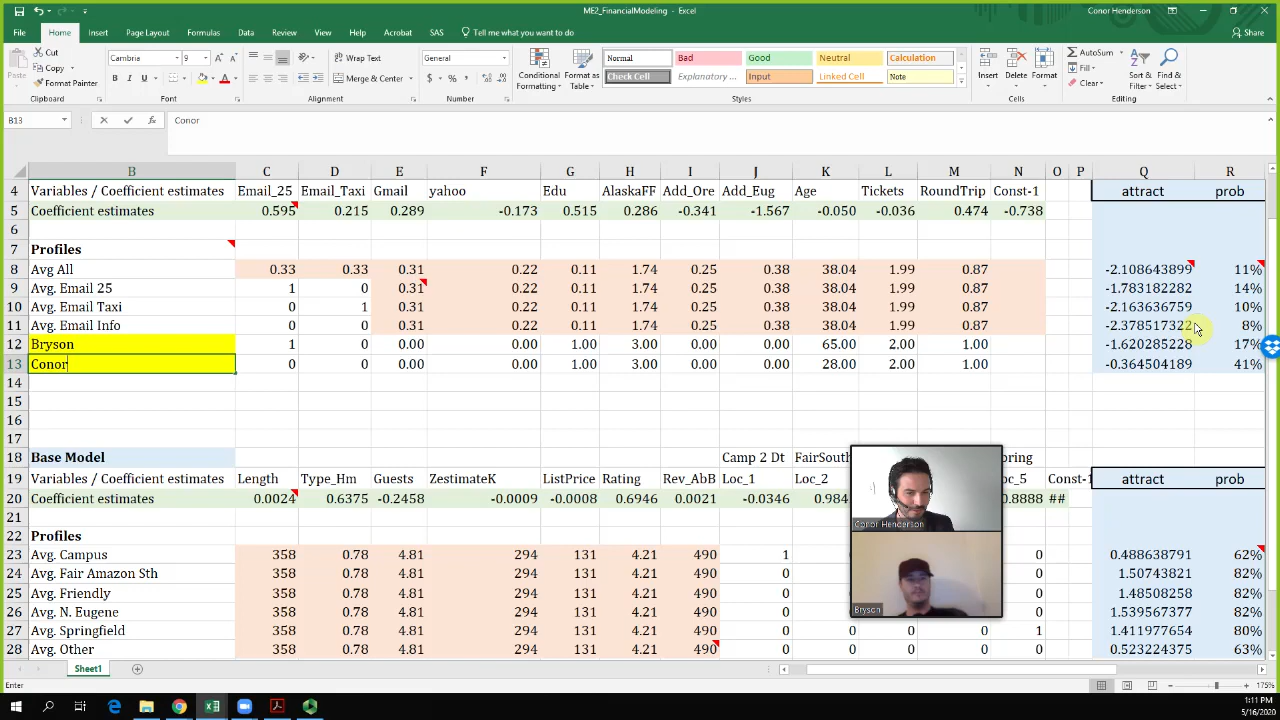 ME2_FinancialModeling - Excel
Conor Henderson
File Home Insert Page Layout Formulas Data Review View Help Acrobat SAS Tell me what you want to do Share
Cut Cambria 9 Wrap Text General Normal Bad Good Neutral Calculation AutoSum
Copy Fill
Paste Format Painter B I U Merge & Center $ % Conditional Formatting Format as Table Check Cell Explanatory ... Input Linked Cell Note Insert Delete Format Clear Sort & Filter Find & Select
Clipboard Font Alignment Number Styles Cells Editing
B13 Conor
B C D E F G H I J K L M N O P Q R
4 Variables / Coefficient estimates Email_25 Email_Taxi Gmail yahoo Edu AlaskaFF Add_Ore Add_Eug Age Tickets RoundTrip Const-1 attract prob
5 Coefficient estimates 0.595 0.215 0.289 -0.173 0.515 0.286 -0.341 -1.567 -0.050 -0.036 0.474 -0.738
6
7 Profiles
8 Avg All 0.33 0.33 0.31 0.22 0.11 1.74 0.25 0.38 38.04 1.99 0.87 -2.108643899 11%
9 Avg. Email 25 1 0 0.31 0.22 0.11 1.74 0.25 0.38 38.04 1.99 0.87 -1.783182282 14%
10 Avg. Email Taxi 0 1 0.31 0.22 0.11 1.74 0.25 0.38 38.04 1.99 0.87 -2.163636759 10%
11 Avg. Email Info 0 0 0.31 0.22 0.11 1.74 0.25 0.38 38.04 1.99 0.87 -2.378517322 8%
12 Bryson 1 0 0.00 0.00 1.00 3.00 0.00 0.00 65.00 2.00 1.00 -1.620285228 17%
13 Conor 0 0 0.00 0.00 1.00 3.00 0.00 0.00 28.00 2.00 1.00 -0.364504189 41%
14
15
16
17
18 Base Model Camp 2 Dt FairSouth oring
19 Variables / Coefficient estimates Length Type_Hm Guests ZestimateK ListPrice Rating Rev_AbB Loc_1 Loc_2 oc_5 Const-1 attract prob
20 Coefficient estimates 0.0024 0.6375 -0.2458 -0.0009 -0.0008 0.6946 0.0021 -0.0346 0.984 0.8888 ##
21
22 Profiles
23 Avg. Campus 358 0.78 4.81 294 131 4.21 490 1 0 0.488638791 62%
24 Avg. Fair Amazon Sth 358 0.78 4.81 294 131 4.21 490 0 0 1.50743821 82%
25 Avg. Friendly 358 0.78 4.81 294 131 4.21 490 0 0 1.48508258 82%
26 Avg. N. Eugene 358 0.78 4.81 294 131 4.21 490 0 0 1.539567377 82%
27 Avg. Springfield 358 0.78 4.81 294 131 4.21 490 0 0 0 0 1 1.411977654 80%
28 Avg. Other 358 0.78 4.81 294 131 4.21 490 0 0 0 0 0 0.523224375 63%
Conor Henderson
Bryson
Sheet1
Enter 175%
1:11 PM
5/16/2020